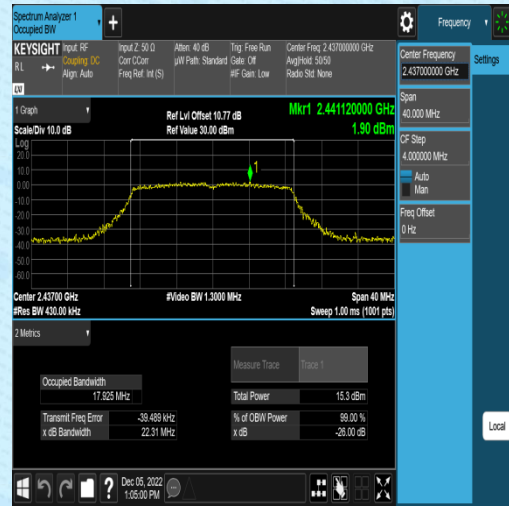 Spectrum Analyzer 1
Occupied BW
Frequency
KEYSIGHT
RL
Input: RF
Coupling: DC
Align: Auto
Input Z: 50 Ω
Corr CCorr
Freq Ref: Int (S)
Atten: 40 dB
µW Path: Standard
Trig: Free Run
Gate: Off
#IF Gain: Low
Center Freq: 2.437000000 GHz
Avg|Hold: 50/50
Radio Std: None
LXI
1 Graph
Scale/Div 10.0 dB
Ref Lvl Offset 10.77 dB
Ref Value 30.00 dBm
Mkr1 2.441120000 GHz
1.90 dBm
Log
20.0
10.0
0.00
-10.0
-20.0
-30.0
-40.0
-50.0
-60.0
1
Center 2.43700 GHz
#Res BW 430.00 kHz
#Video BW 1.3000 MHz
Span 40 MHz
Sweep 1.00 ms (1001 pts)
2 Metrics
Measure Trace
Trace 1
Occupied Bandwidth
17.925 MHz
Total Power
15.3 dBm
Transmit Freq Error
-39.489 kHz
% of OBW Power
99.00 %
x dB Bandwidth
22.31 MHz
x dB
-26.00 dB
Dec 05, 2022
1:05:00 PM
Center Frequency
2.437000000 GHz
Settings
Span
40.000 MHz
CF Step
4.000000 MHz
Auto
Man
Freq Offset
0 Hz
Local